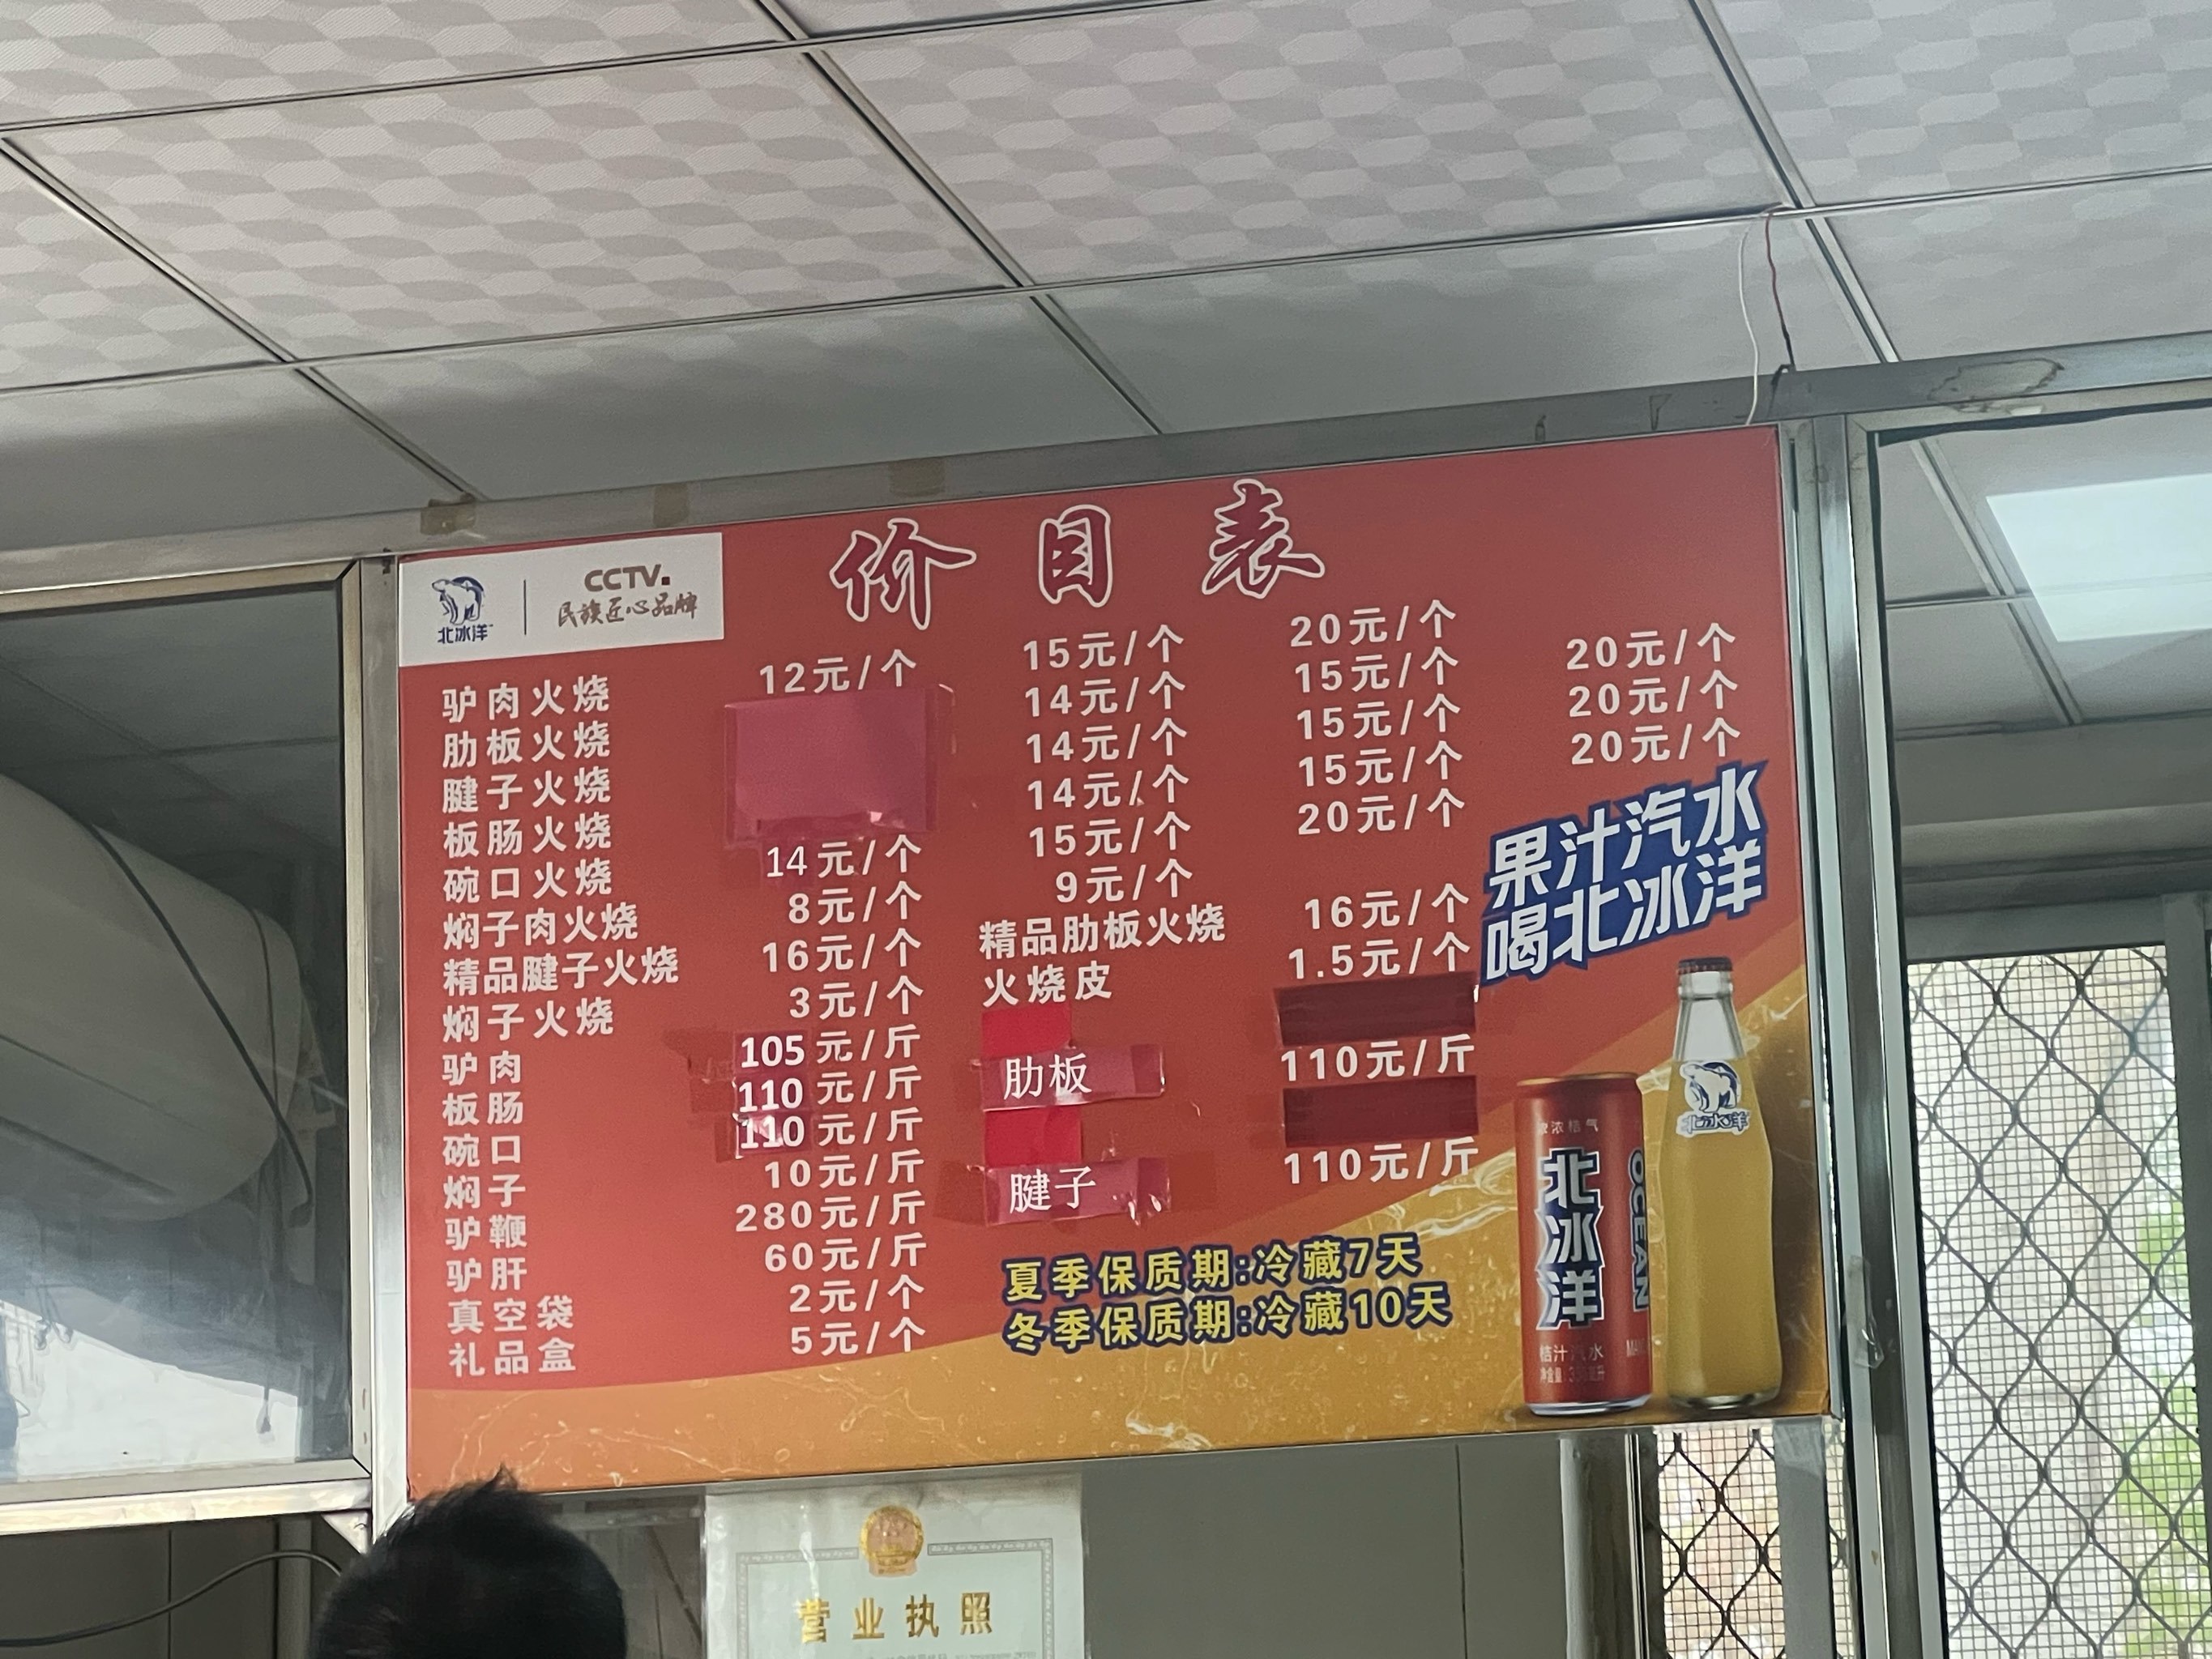 价目表
北冰洋
CCTV.
民族匠心品牌
驴肉火烧 12元/个 15元/个 20元/个 20元/个
肋板火烧 14元/个 15元/个 20元/个
腱子火烧 14元/个 15元/个 20元/个
板肠火烧 14元/个 15元/个
碗口火烧 14元/个 15元/个 20元/个
焖子肉火烧 8元/个 9元/个
精品腱子火烧 16元/个 精品肋板火烧 16元/个
焖子火烧 3元/个 火烧皮 1.5元/个
驴肉 105元/斤
板肠 110元/斤 肋板 110元/斤
碗口 110元/斤
焖子 10元/斤 腱子 110元/斤
驴鞭 280元/斤
驴肝 60元/斤
真空袋 2元/个
礼品盒 5元/个
夏季保质期:冷藏7天
冬季保质期:冷藏10天
果汁汽水
喝北冰洋
北冰洋
北冰洋
OCEAN
桔汁汽水
营业执照